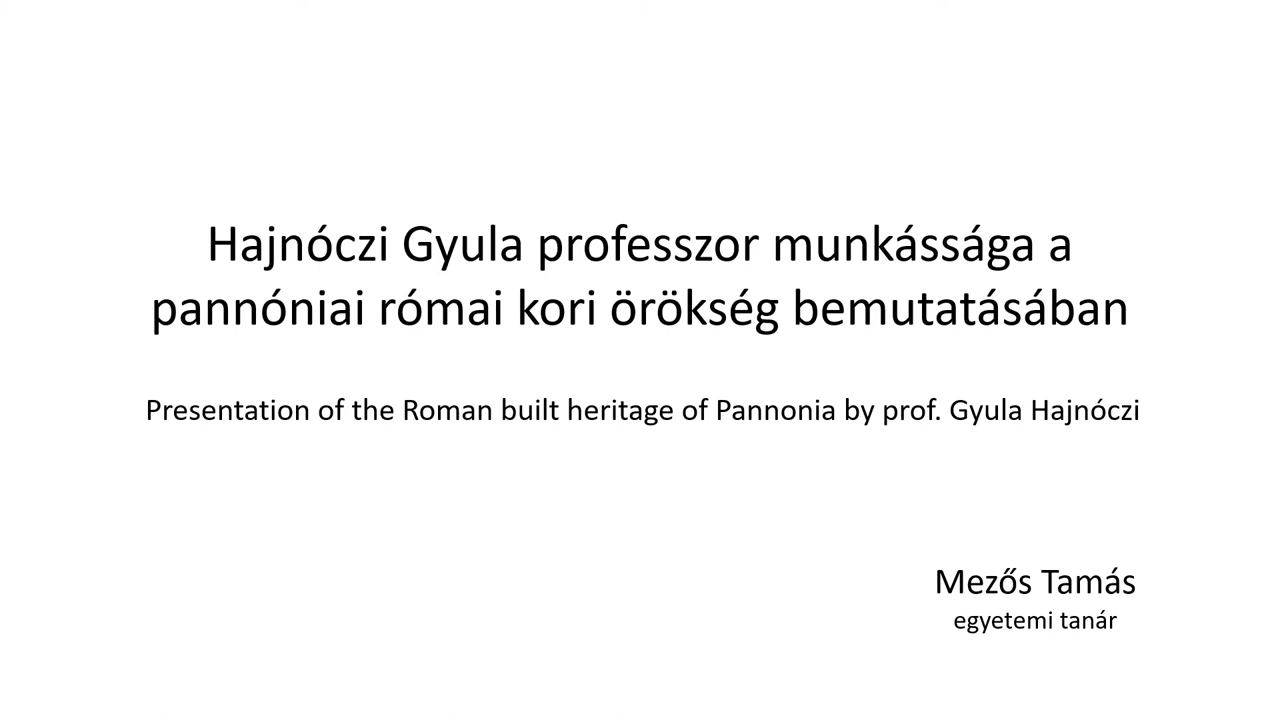 Hajnóczi Gyula professzor munkássága a
pannóniai római kori örökség bemutatásában
Presentation of the Roman built heritage of Pannonia by prof. Gyula Hajnóczi
Mezős Tamás
egyetemi tanár